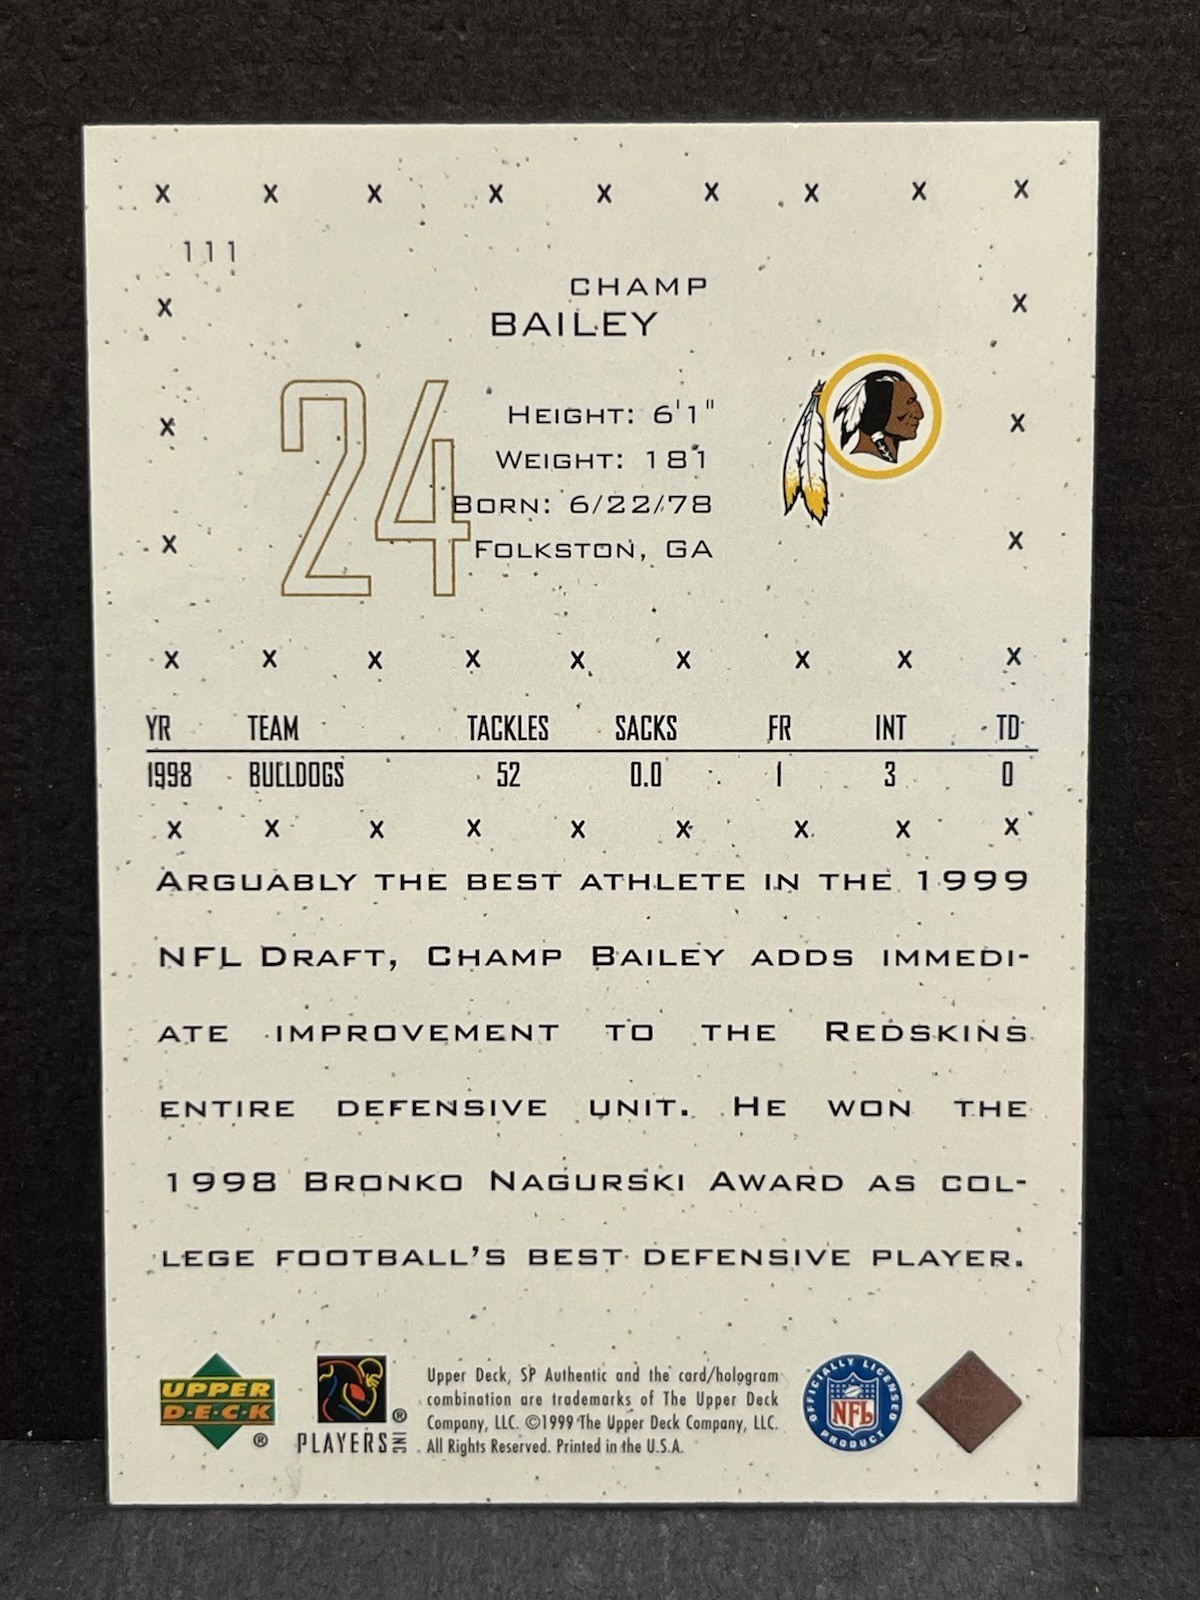 X X X X X X X X X
111
CHAMP
X X
BAILEY
24
HEIGHT: 6'1"
X X
WEIGHT: 181
BORN: 6/22/78
X X
FOLKSTON, GA
X X X X X X X X X
YR TEAM TACKLES SACKS FR INT TD
1998 BULLDOGS 52 0.0 1 3 0
X X X X X X X X X
ARGUABLY THE BEST ATHLETE IN THE 1999
NFL DRAFT, CHAMP BAILEY ADDS IMMEDI-
ATE IMPROVEMENT TO THE REDSKINS
ENTIRE DEFENSIVE UNIT. HE WON THE
1998 BRONKO NAGURSKI AWARD AS COL-
LEGE FOOTBALL'S BEST DEFENSIVE PLAYER.
UPPER
D·E·C·K
®
®
PLAYERS INC
Upper Deck, SP Authentic and the card/hologram
combination are trademarks of The Upper Deck
Company, LLC. ©1999 The Upper Deck Company, LLC.
All Rights Reserved. Printed in the U.S.A.
OFFICIALLY LICENSED
NFL
PRODUCT